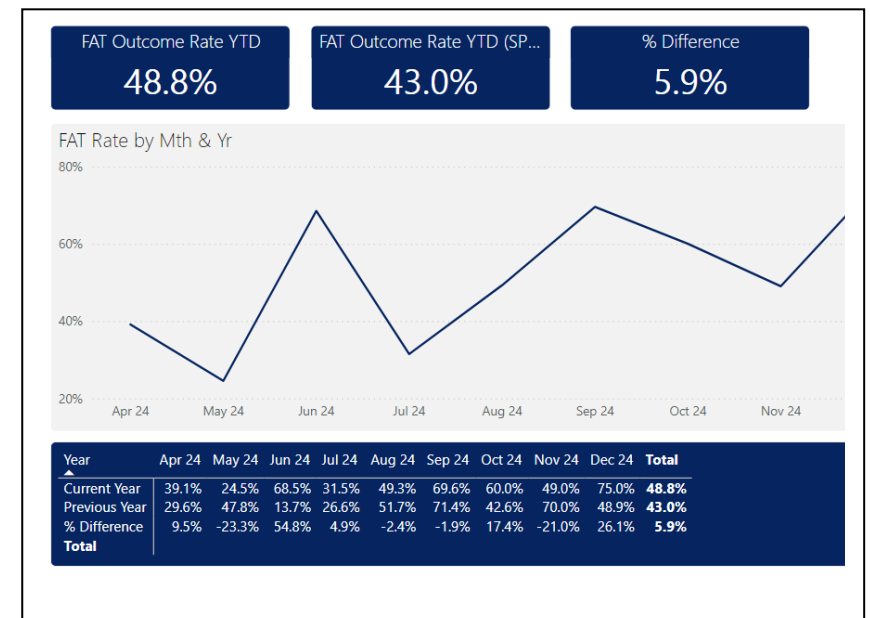 FAT Outcome Rate YTD
48.8%
FAT Outcome Rate YTD (SP...
43.0%
% Difference
5.9%
FAT Rate by Mth & Yr
80%
60%
40%
20%
Apr 24 May 24 Jun 24 Jul 24 Aug 24 Sep 24 Oct 24 Nov 24
Year Apr 24 May 24 Jun 24 Jul 24 Aug 24 Sep 24 Oct 24 Nov 24 Dec 24 Total
Current Year 39.1% 24.5% 68.5% 31.5% 49.3% 69.6% 60.0% 49.0% 75.0% 48.8%
Previous Year 29.6% 47.8% 13.7% 26.6% 51.7% 71.4% 42.6% 70.0% 48.9% 43.0%
% Difference 9.5% -23.3% 54.8% 4.9% -2.4% -1.9% 17.4% -21.0% 26.1% 5.9%
Total